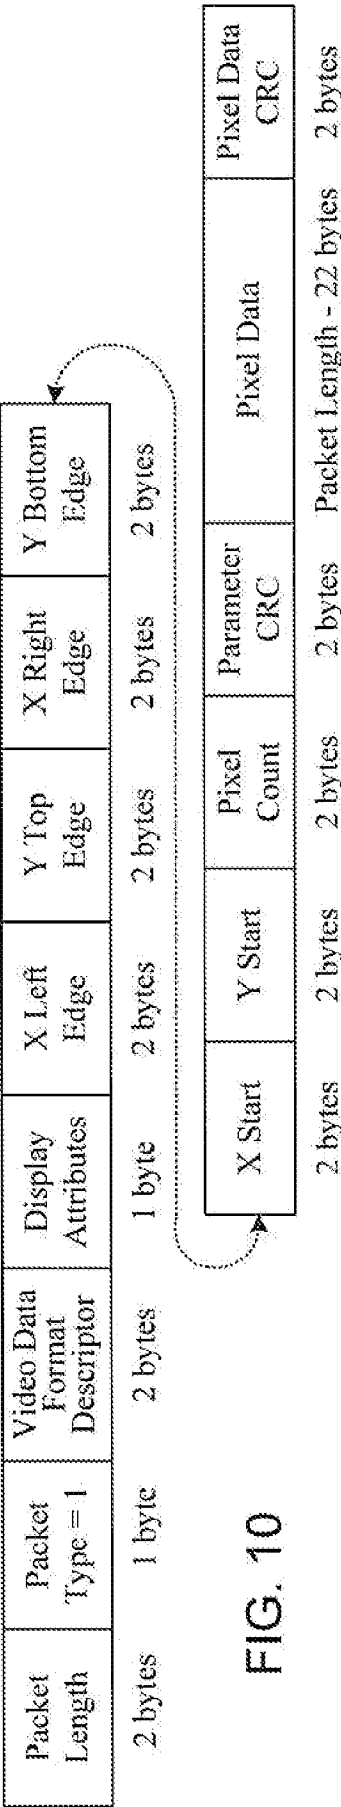 Packet
Length
2 bytes
Packet
Type = 1
1 byte
Video Data
Format
Descriptor
2 bytes
Display
Attributes
1 byte
X Left
Edge
2 bytes
Y Top
Edge
2 bytes
X Right
Edge
2 bytes
Y Bottom
Edge
2 bytes
X Start
2 bytes
Y Start
2 bytes
Pixel
Count
2 bytes
Parameter
CRC
2 bytes
Pixel Data
Packet Length - 22 bytes
Pixel Data
CRC
2 bytes
FIG. 10